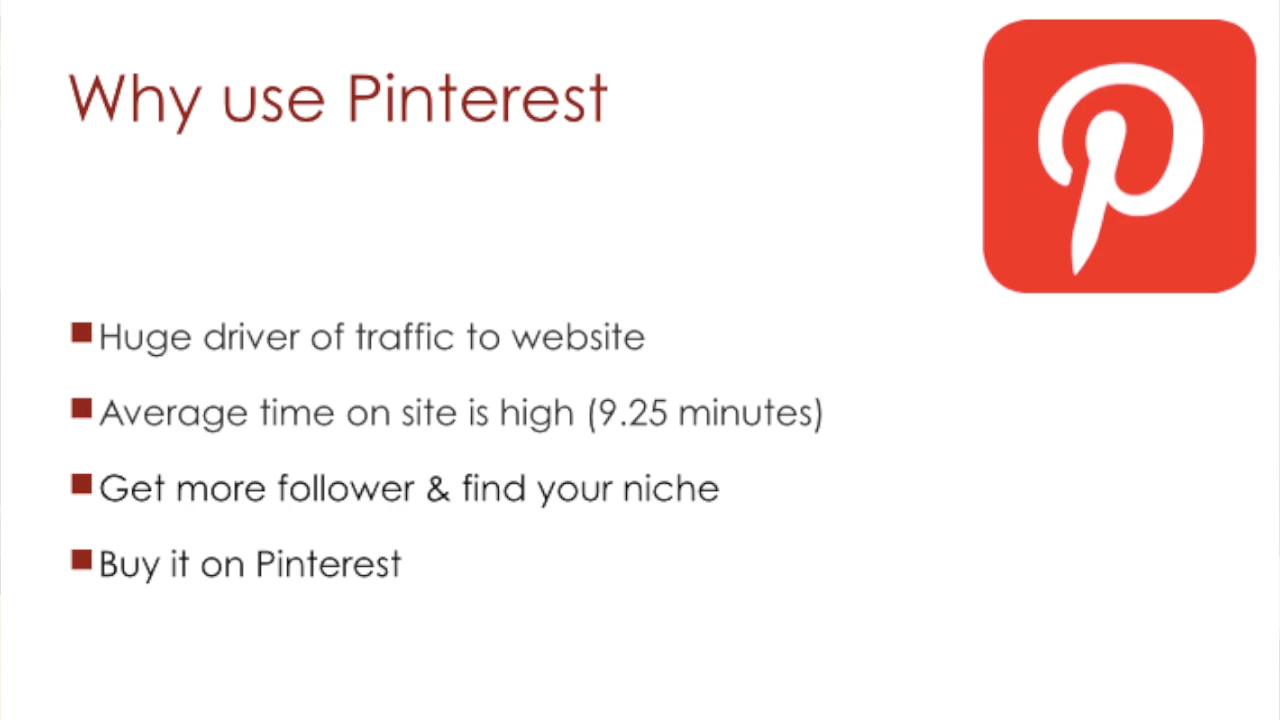 Why use Pinterest
Huge driver of traffic to website
Average time on site is high (9.25 minutes)
Get more follower & find your niche
Buy it on Pinterest